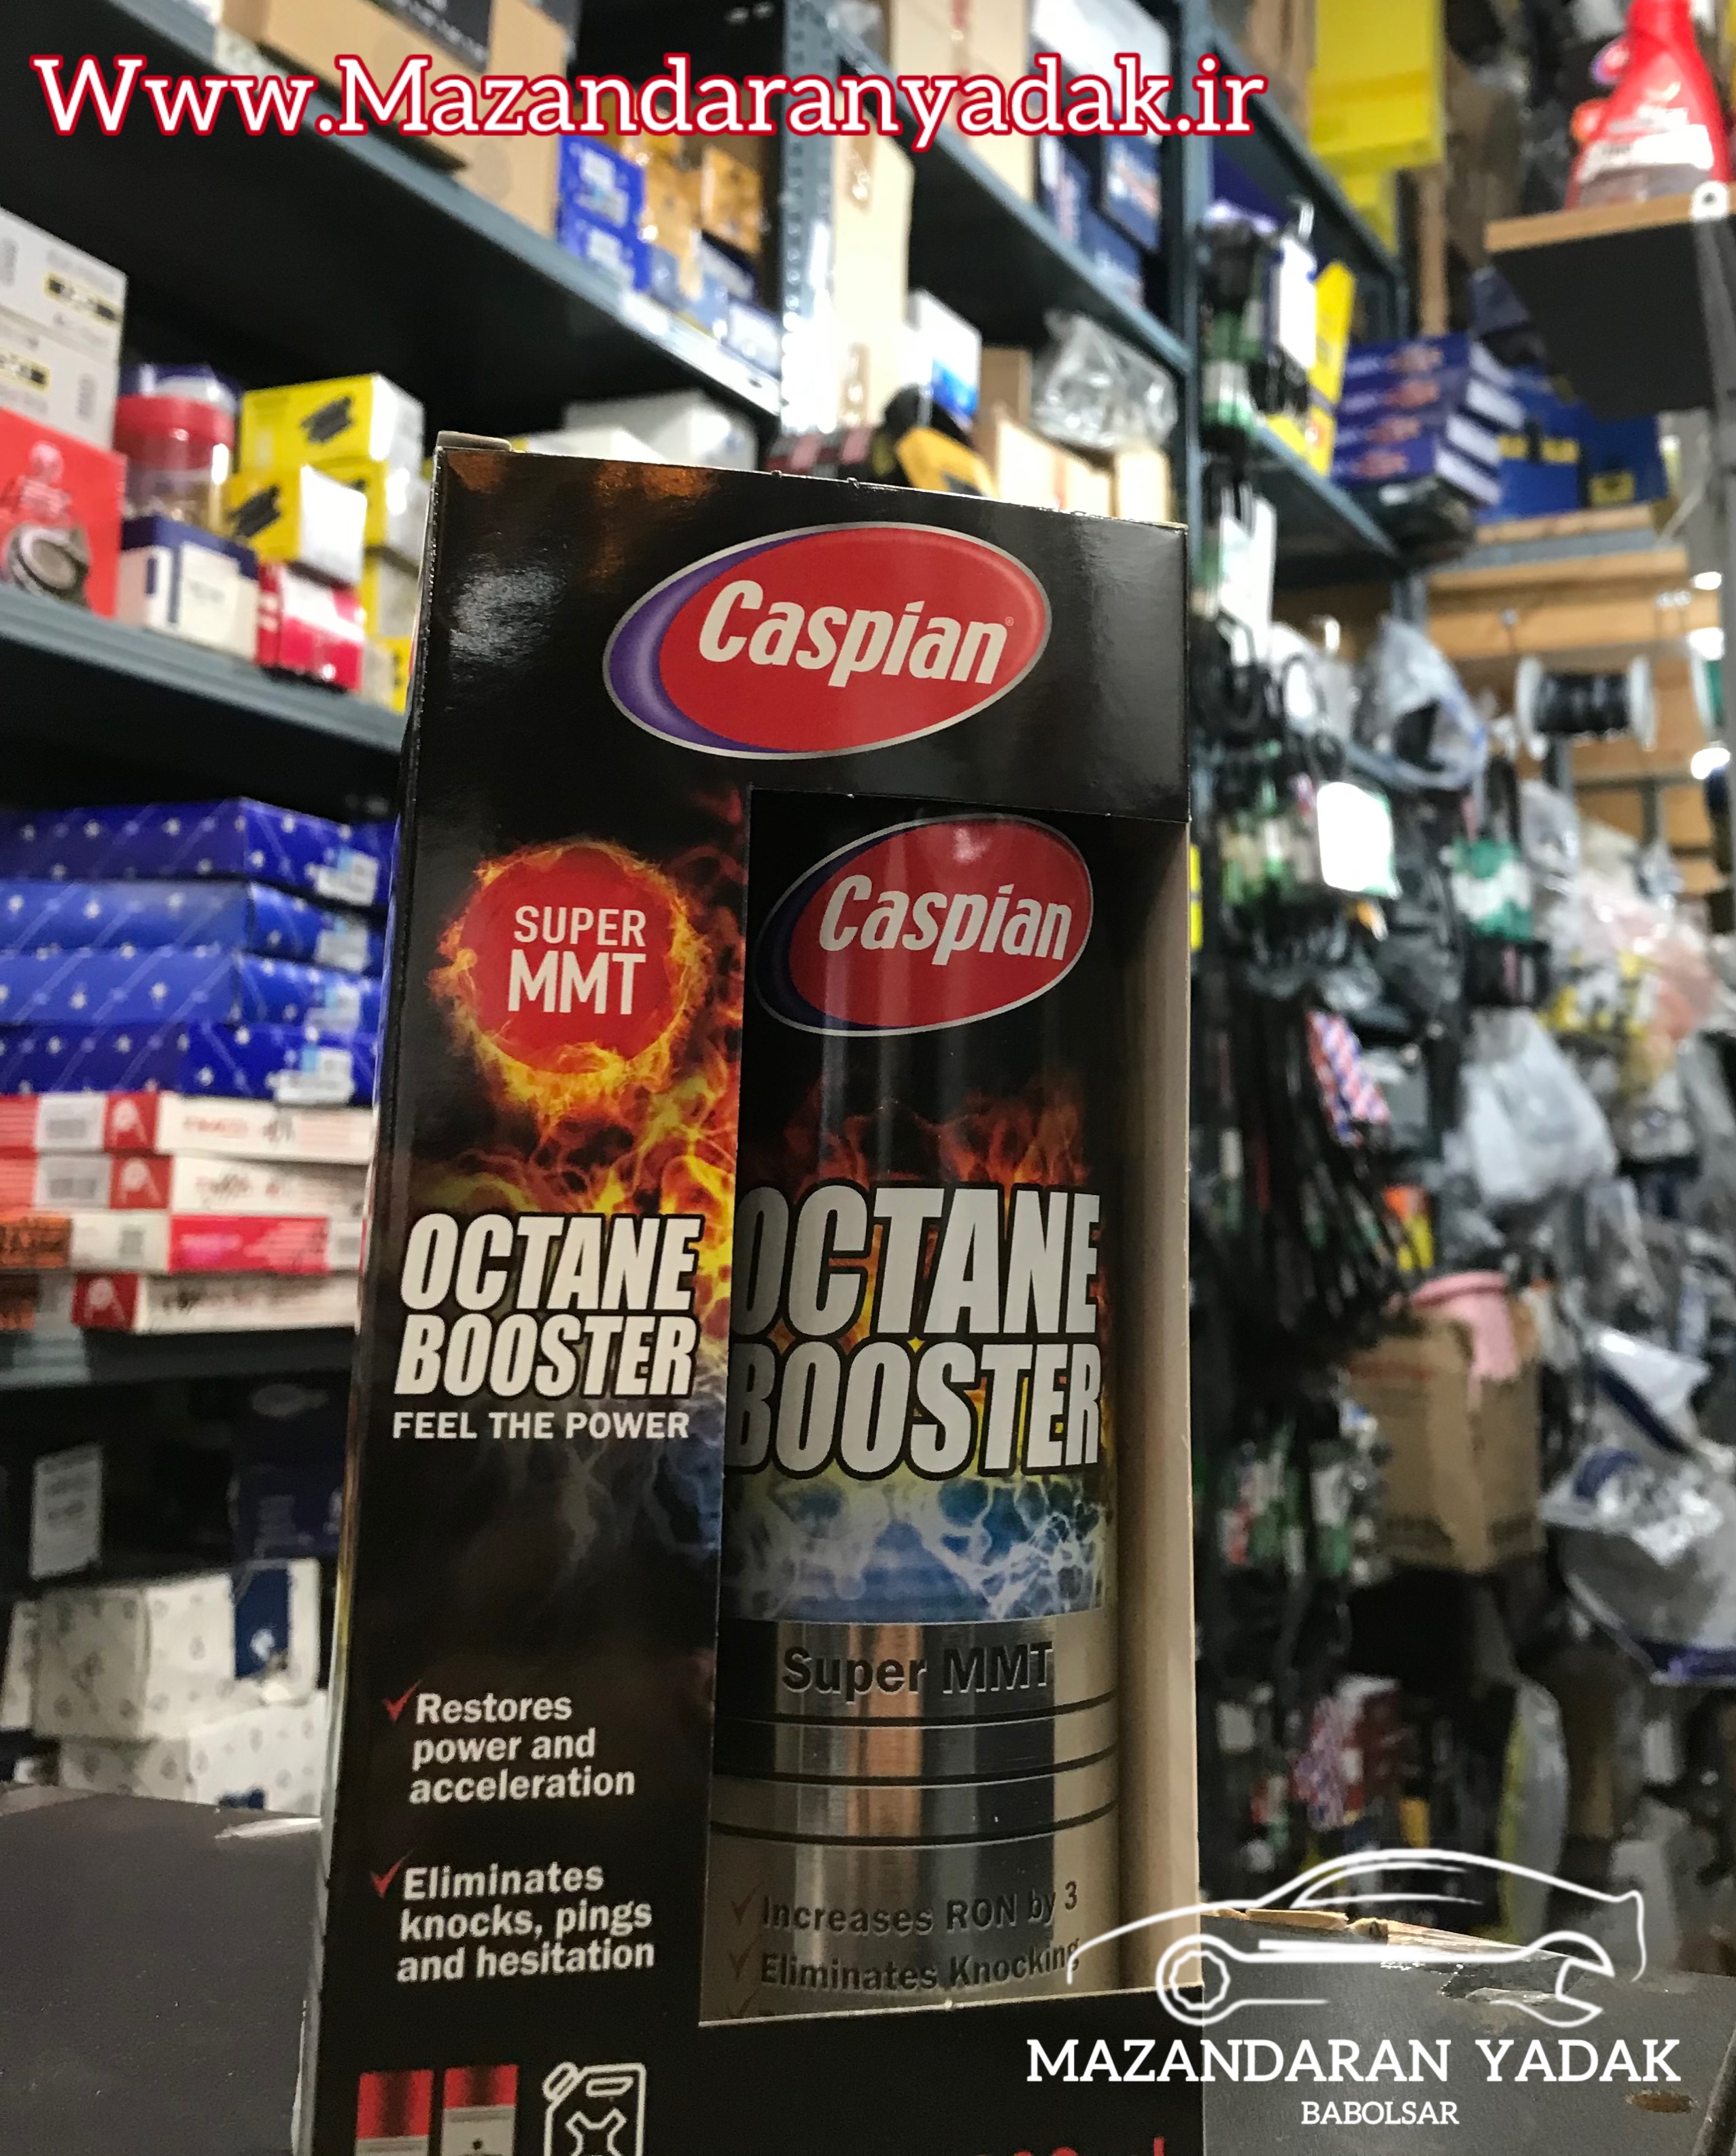 Www.Mazandaranyadak.ir
Caspian
Caspian
SUPER
MMT
OCTANE
BOOSTER
FEEL THE POWER
OCTANE
BOOSTER
Super MMT
✓Restores
power and
acceleration
✓Eliminates
knocks, pings
and hesitation
✓Increases RON by 3
✓Eliminates Knocking
MAZANDARAN YADAK
BABOLSAR